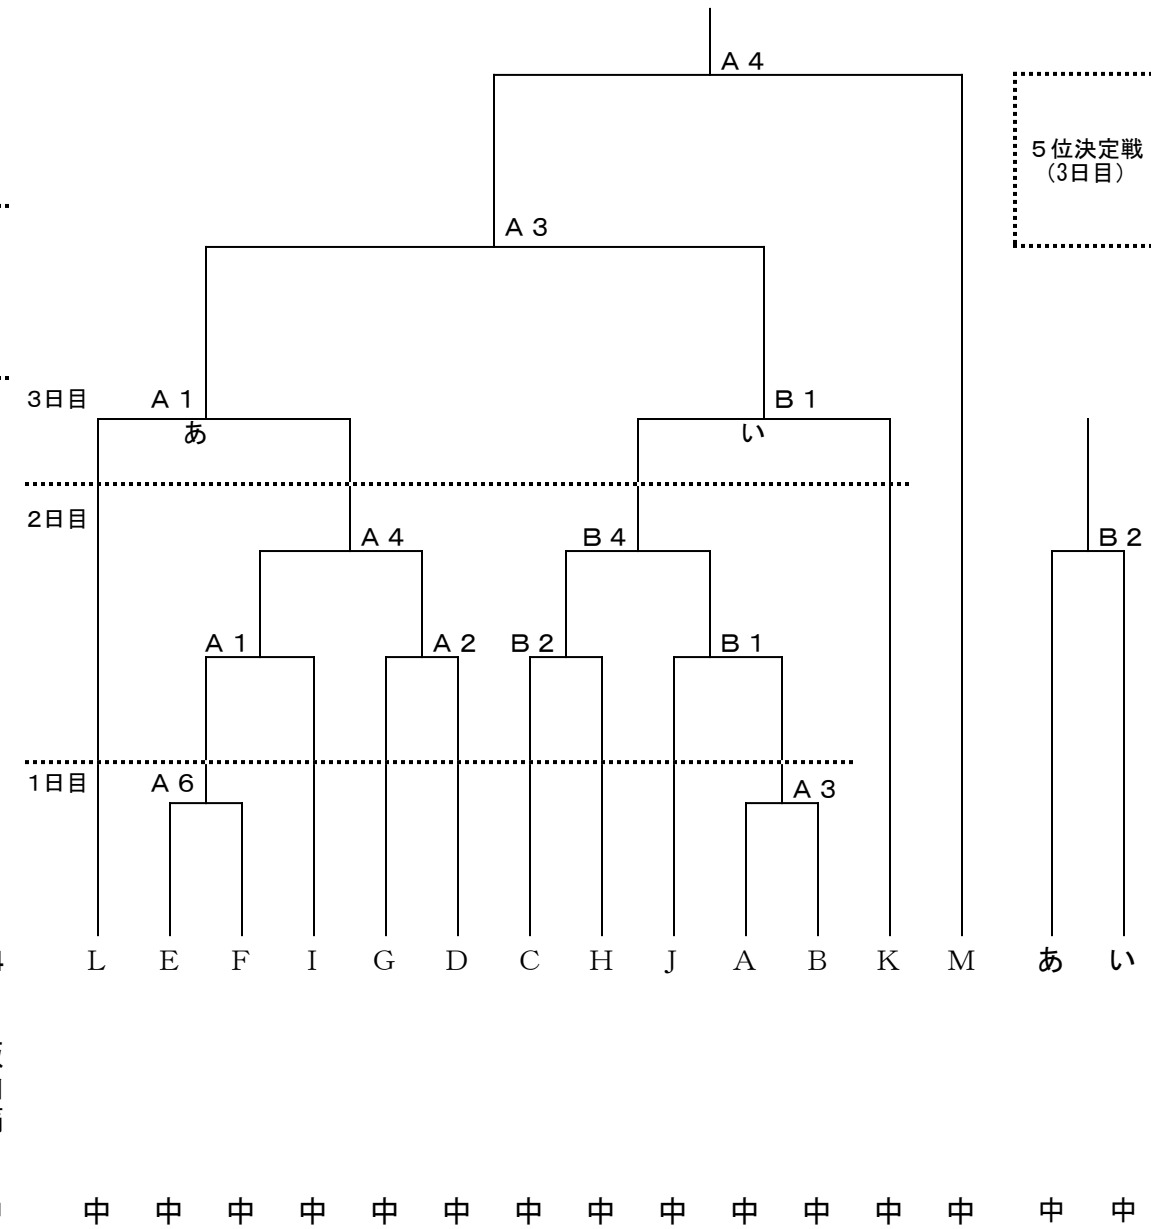 Ａ４
５位決定戦
（3日目）
Ａ３
3日目 Ａ１ Ｂ１
あ い
2日目
Ａ４ Ｂ４ Ｂ２
Ａ１ Ａ２ Ｂ２ Ｂ１
1日目 Ａ６ Ａ３
L E F I G D C H J A B K M あ い
中 中 中 中 中 中 中 中 中 中 中 中 中 中 中